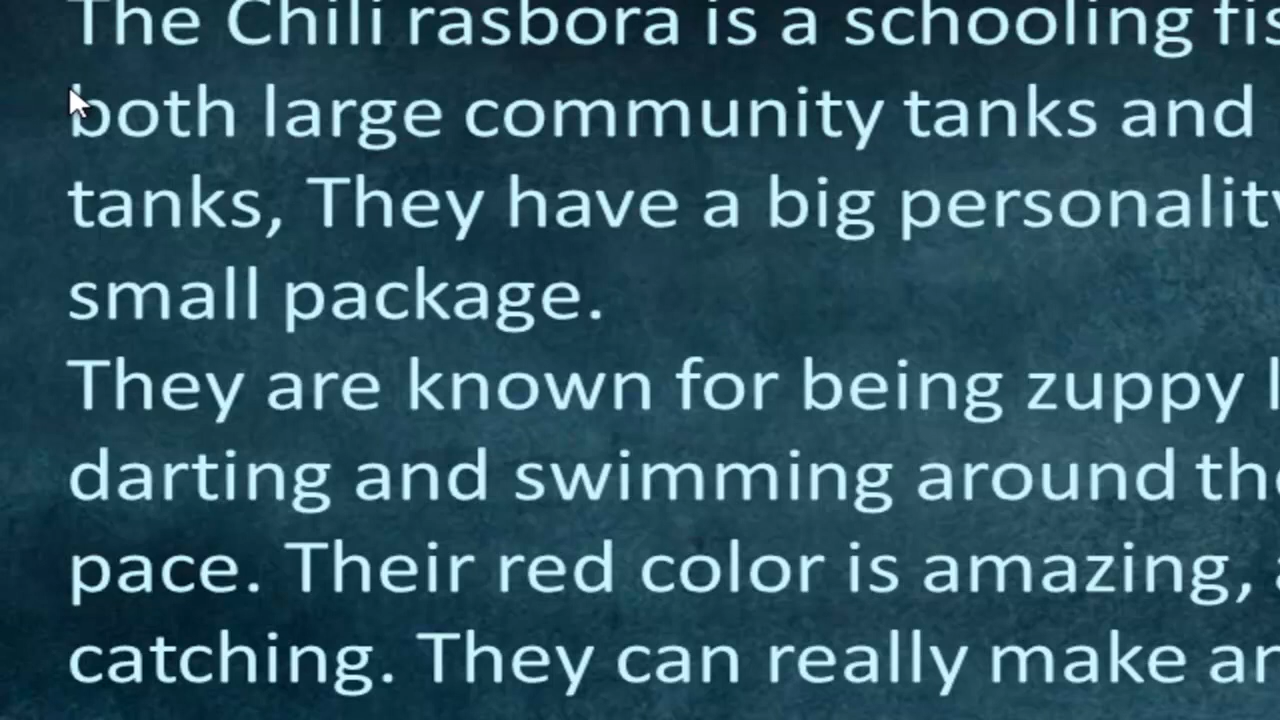 The Chili rasbora is a schooling fis
both large community tanks and
tanks, They have a big personality
small package.
They are known for being zuppy
darting and swimming around the
pace. Their red color is amazing,
catching. They can really make an